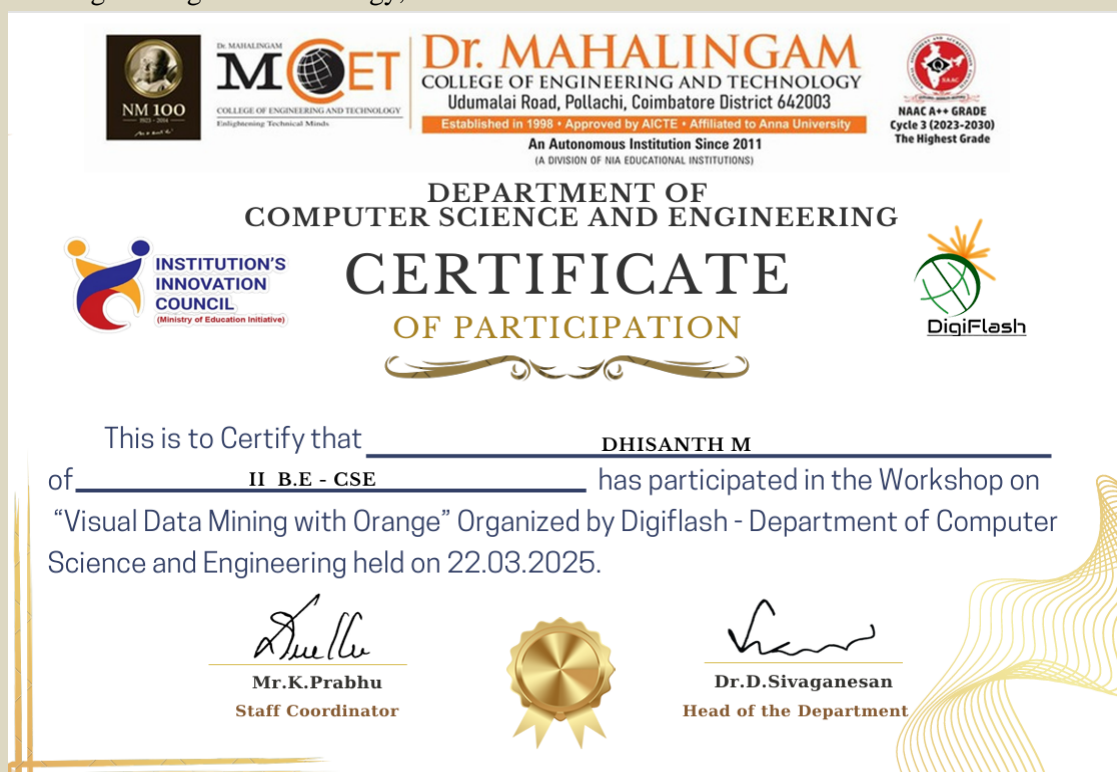 NM 100
1923 - 2014
Dr. MAHALINGAM
MCET
COLLEGE OF ENGINEERING AND TECHNOLOGY
Enlightening Technical Minds
Dr. MAHALINGAM
COLLEGE OF ENGINEERING AND TECHNOLOGY
Udumalai Road, Pollachi, Coimbatore District 642003
Established in 1998 • Approved by AICTE • Affiliated to Anna University
An Autonomous Institution Since 2011
(A DIVISION OF NIA EDUCATIONAL INSTITUTIONS)
NAAC
NAAC A++ GRADE
Cycle 3 (2023-2030)
The Highest Grade
DEPARTMENT OF
COMPUTER SCIENCE AND ENGINEERING
INSTITUTION'S
INNOVATION
COUNCIL
(Ministry of Education Initiative)
CERTIFICATE
OF PARTICIPATION
DigiFlash
This is to Certify that DHISANTH M
of II B.E - CSE has participated in the Workshop on
“Visual Data Mining with Orange” Organized by Digiflash - Department of Computer
Science and Engineering held on 22.03.2025.
Mr.K.Prabhu
Staff Coordinator
Dr.D.Sivaganesan
Head of the Department